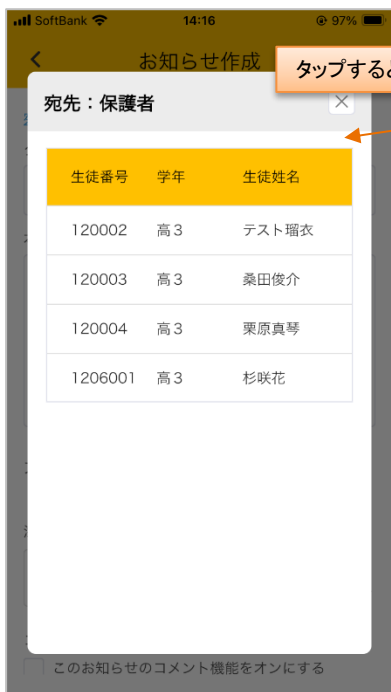 SoftBank 14:16 97%
お知らせ作成
タップするよ
宛先：保護者
生徒番号 学年 生徒姓名
120002 高3 テスト瑠衣
120003 高3 桑田俊介
120004 高3 栗原真琴
1206001 高3 杉咲花
このお知らせのコメント機能をオンにする